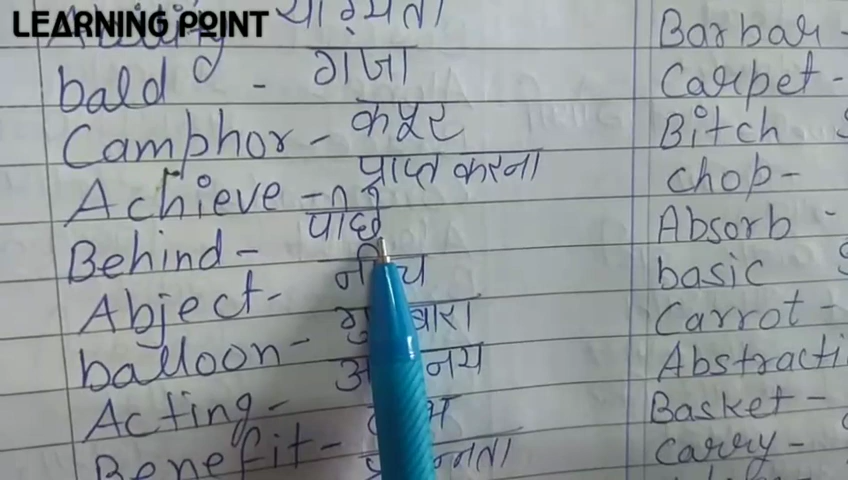 LEARNING POINT
योग्यता
bald - गंजा
Camphor - कपूर
Achieve - प्राप्त करना
Behind - पीछे
Abject -
balloon -
Acting -
Benefit -
Barbar -
Carpet -
Bitch
Chop -
Absorb -
basic
Carrot -
Abstracti
Basket -
Carry -